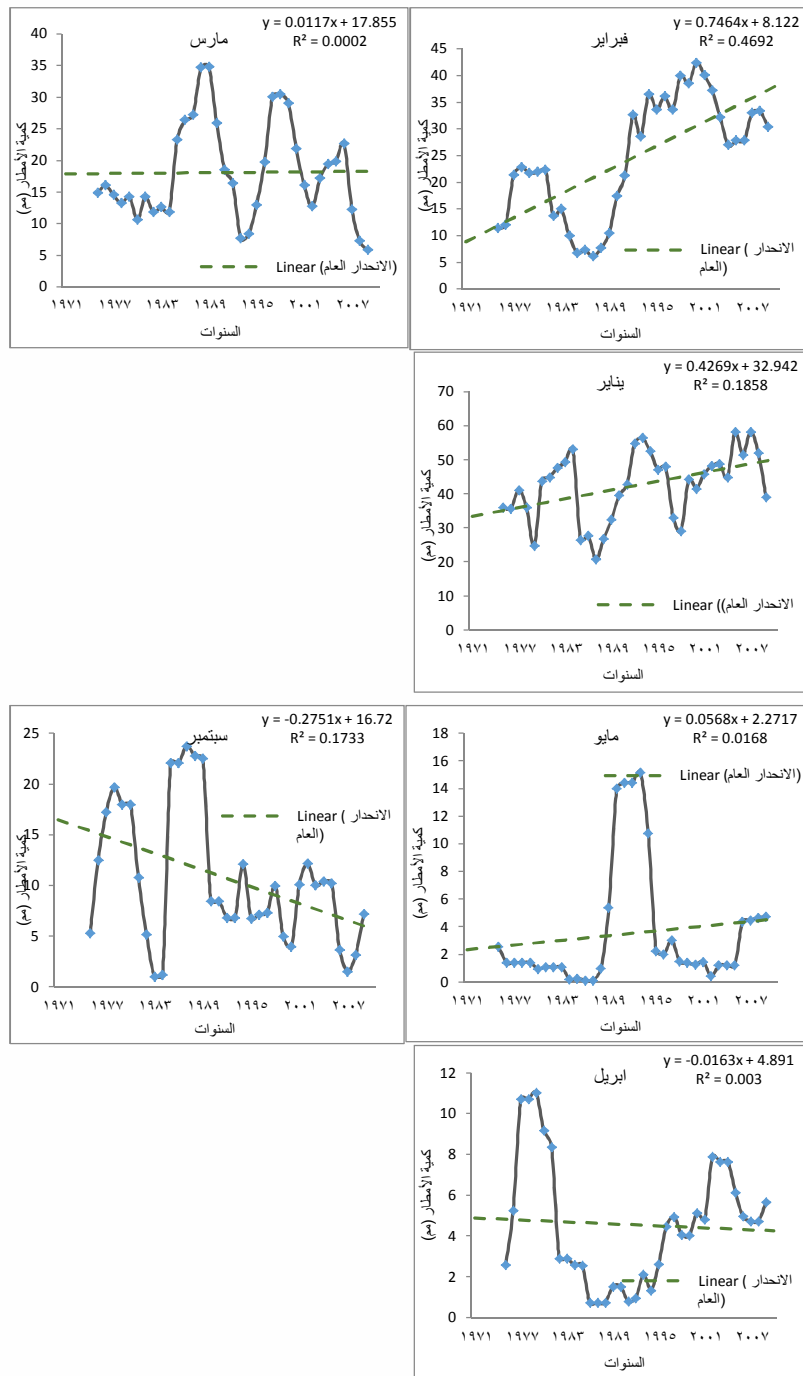 مارس
y = 0.0117x + 17.855
R² = 0.0002
كمية الأمطار (مم)
40
35
30
25
20
15
10
5
0
Linear (الانحدار العام)
١٩٧١ ١٩٧٧ ١٩٨٣ ١٩٨٩ ١٩٩٥ ٢٠٠١ ٢٠٠٧
السنوات
فبراير
y = 0.7464x + 8.122
R² = 0.4692
كمية الأمطار (مم)
45
40
35
30
25
20
15
10
5
0
Linear ( الانحدار
العام)
١٩٧١ ١٩٧٧ ١٩٨٣ ١٩٨٩ ١٩٩٥ ٢٠٠١ ٢٠٠٧
السنوات
يناير
y = 0.4269x + 32.942
R² = 0.1858
كمية الأمطار (مم)
70
60
50
40
30
20
10
0
Linear ((الانحدار العام
١٩٧١ ١٩٧٧ ١٩٨٣ ١٩٨٩ ١٩٩٥ ٢٠٠١ ٢٠٠٧
السنوات
سبتمبر
y = -0.2751x + 16.72
R² = 0.1733
كمية الأمطار (مم)
25
20
15
10
5
0
Linear ( الانحدار
العام)
١٩٧١ ١٩٧٧ ١٩٨٣ ١٩٨٩ ١٩٩٥ ٢٠٠١ ٢٠٠٧
السنوات
مايو
y = 0.0568x + 2.2717
R² = 0.0168
كمية الأمطار (مم)
18
16
14
12
10
8
6
4
2
0
Linear (الانحدار العام)
١٩٧١ ١٩٧٧ ١٩٨٣ ١٩٨٩ ١٩٩٥ ٢٠٠١ ٢٠٠٧
السنوات
ابريل
y = -0.0163x + 4.891
R² = 0.003
كمية الأمطار (مم)
12
10
8
6
4
2
0
Linear ( الانحدار
العام)
١٩٧١ ١٩٧٧ ١٩٨٣ ١٩٨٩ ١٩٩٥ ٢٠٠١ ٢٠٠٧
السنوات